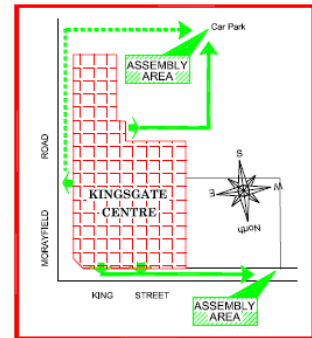 Car Park
ASSEMBLY
AREA
ROAD
MORAYFIELD
KINGSGATE
CENTRE
S
W
E
North
KING STREET
ASSEMBLY
AREA